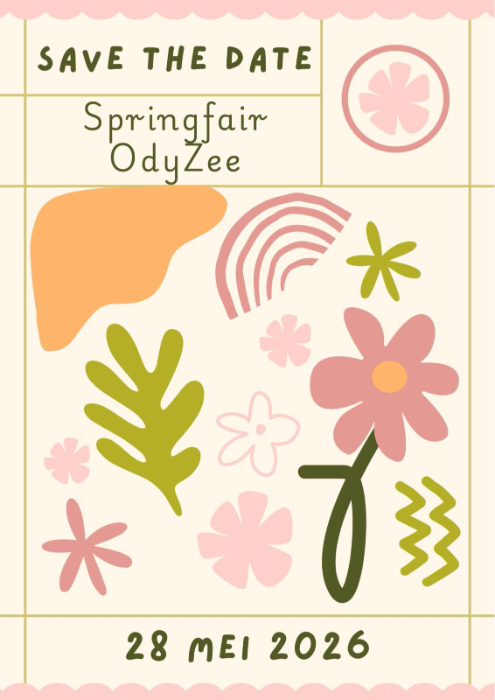 SAVE THE DATE
Springfair
OdyZee
28 MEI 2026